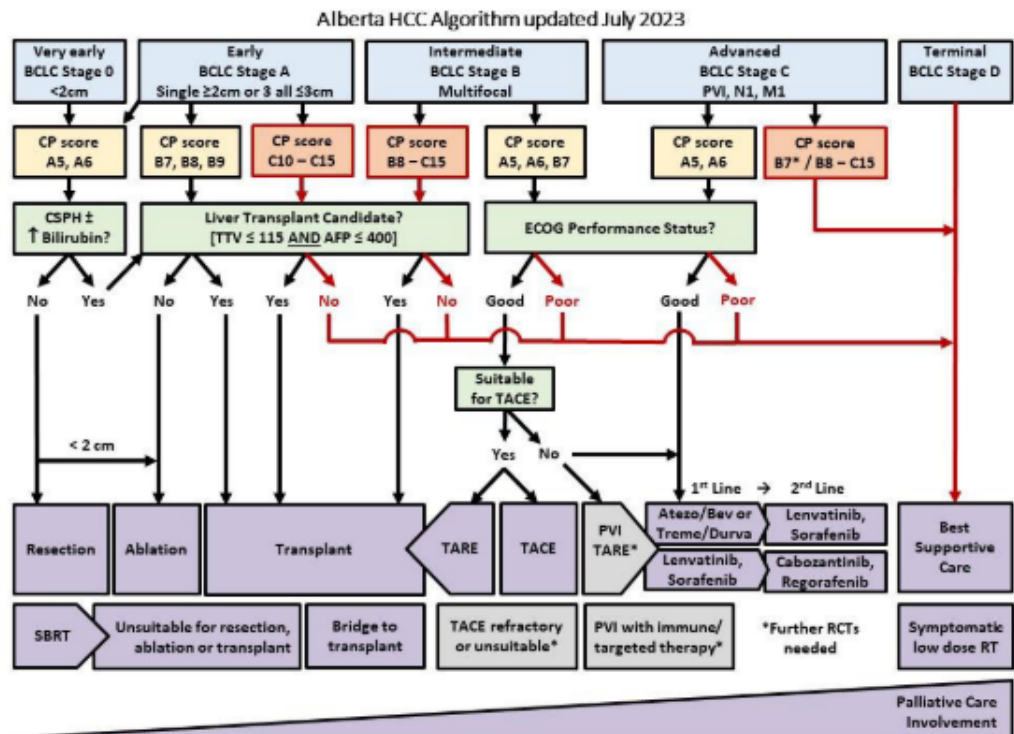 Alberta HCC Algorithm updated July 2023
Very early
BCLC Stage 0
<2cm
Early
BCLC Stage A
Single ≥2cm or 3 all ≤3cm
Intermediate
BCLC Stage B
Multifocal
Advanced
BCLC Stage C
PVI, N1, M1
Terminal
BCLC Stage D
CP score
A5, A6
CP score
B7, B8, B9
CP score
C10 – C15
CP score
B8 – C15
CP score
A5, A6, B7
CP score
A5, A6
CP score
B7* / B8 – C15
CSPH ±
↑ Bilirubin?
Liver Transplant Candidate?
[TTV ≤ 115 AND AFP ≤ 400]
ECOG Performance Status?
No
Yes
No
Yes
Yes
No
Yes
No
Good
Poor
Good
Poor
Suitable
for TACE?
< 2 cm
Yes
No
1st Line → 2nd Line
Resection
Ablation
Transplant
TARE
TACE
PVI
TARE*
Atezo/Bev or
Treme/Durva
Lenvatinib,
Sorafenib
Lenvatinib,
Sorafenib
Cabozantinib,
Regorafenib
Best
Supportive
Care
SBRT
Unsuitable for resection,
ablation or transplant
Bridge to
transplant
TACE refractory
or unsuitable*
PVI with immune/
targeted therapy*
*Further RCTs
needed
Symptomatic
low dose RT
Palliative Care
Involvement